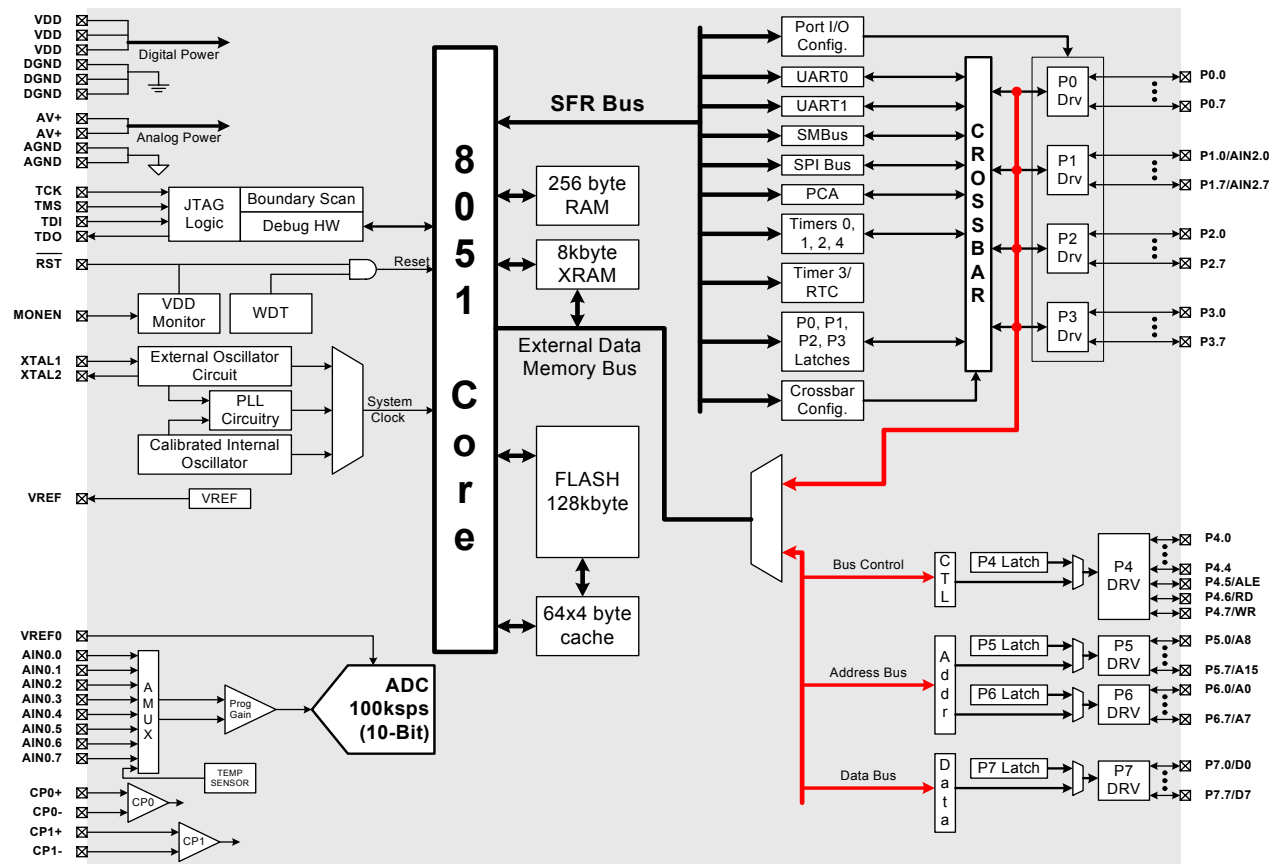 VDD
VDD
VDD
DGND
DGND
DGND
Digital Power
AV+
AV+
AGND
AGND
Analog Power
TCK
TMS
TDI
TDO
JTAG
Logic
Boundary Scan
Debug HW
RST
Reset
MONEN
VDD
Monitor
WDT
XTAL1
XTAL2
External Oscillator
Circuit
PLL
Circuitry
Calibrated Internal
Oscillator
System
Clock
VREF
VREF
VREF0
AIN0.0
AIN0.1
AIN0.2
AIN0.3
AIN0.4
AIN0.5
AIN0.6
AIN0.7
AMUX
Prog
Gain
ADC
100ksps
(10-Bit)
TEMP
SENSOR
CP0+
CP0-
CP0
CP1+
CP1-
CP1
8051 Core
SFR Bus
256 byte
RAM
8kbyte
XRAM
External Data
Memory Bus
FLASH
128kbyte
64x4 byte
cache
Port I/O
Config.
UART0
UART1
SMBus
SPI Bus
PCA
Timers 0,
1, 2, 4
Timer 3/
RTC
P0, P1,
P2, P3
Latches
Crossbar
Config.
CROSSBAR
P0
Drv
P1
Drv
P2
Drv
P3
Drv
P0.0
P0.7
P1.0/AIN2.0
P1.7/AIN2.7
P2.0
P2.7
P3.0
P3.7
Bus Control
CTL
P4 Latch
P4
DRV
P4.0
P4.4
P4.5/ALE
P4.6/RD
P4.7/WR
Address Bus
Addr
P5 Latch
P5
DRV
P5.0/A8
P5.7/A15
P6 Latch
P6
DRV
P6.0/A0
P6.7/A7
Data Bus
Data
P7 Latch
P7
DRV
P7.0/D0
P7.7/D7